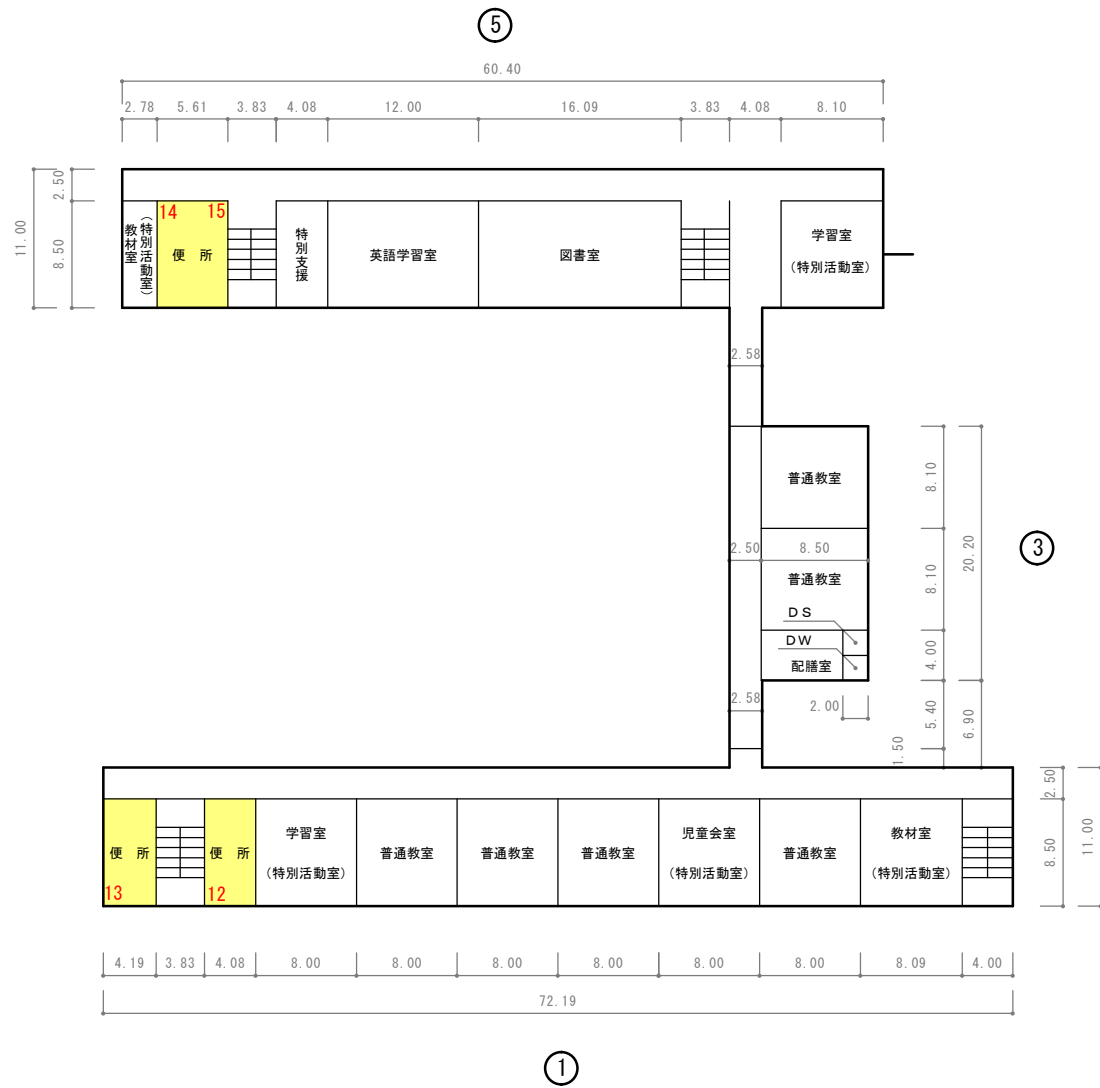 ⑤
60.40
2.78 5.61 3.83 4.08 12.00 16.09 3.83 4.08 8.10
11.00
2.50
8.50
教材室
(特別活動室)
14 15
便 所
特別支援
英語学習室
図書室
学習室
(特別活動室)
2.58
普通教室
8.10
2.50 8.50
普通教室
8.10
20.20
③
DS
DW
配膳室
4.00
2.58
2.00
5.40
6.90
1.50
便 所
13
便 所
12
学習室
(特別活動室)
普通教室
普通教室
普通教室
児童会室
(特別活動室)
普通教室
教材室
(特別活動室)
2.50
8.50
11.00
4.19 3.83 4.08 8.00 8.00 8.00 8.00 8.00 8.00 8.09 4.00
72.19
①